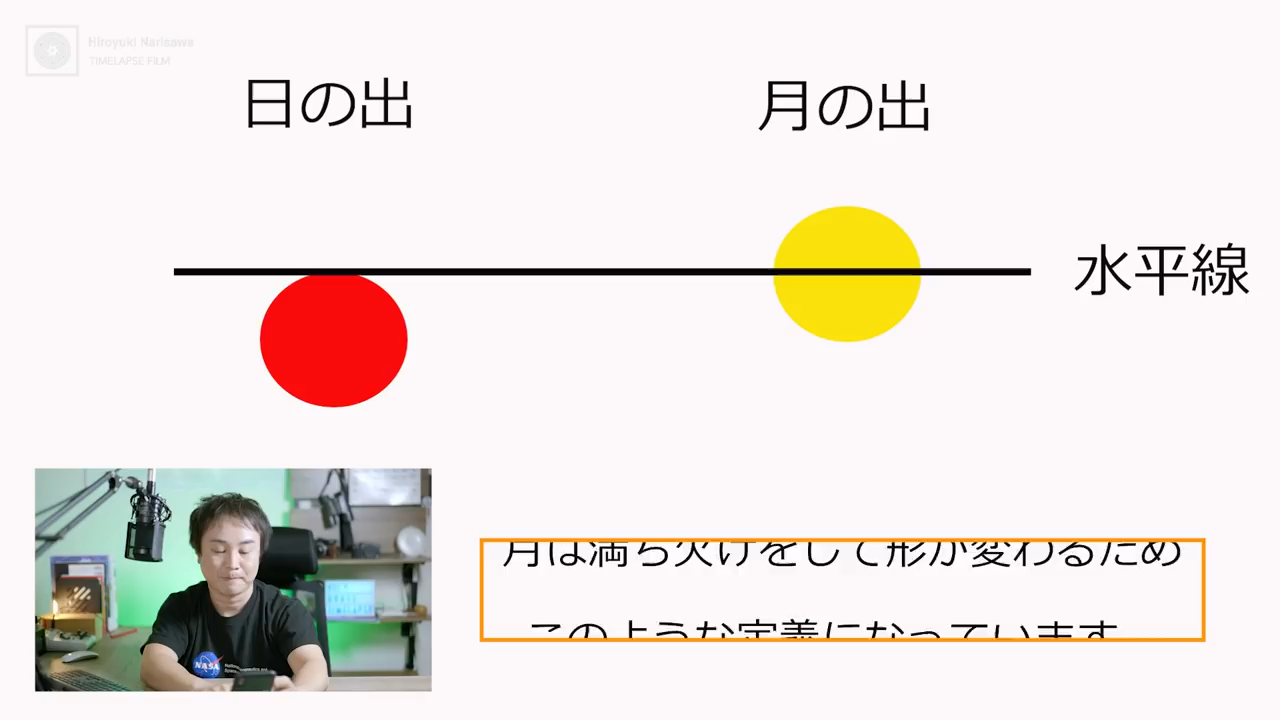 Hiroyuki Narisawa
TIMELAPSE FILM
日の出
月の出
水平線
月は満ち欠けをして形が変わるため
このような定義になっています
NASA